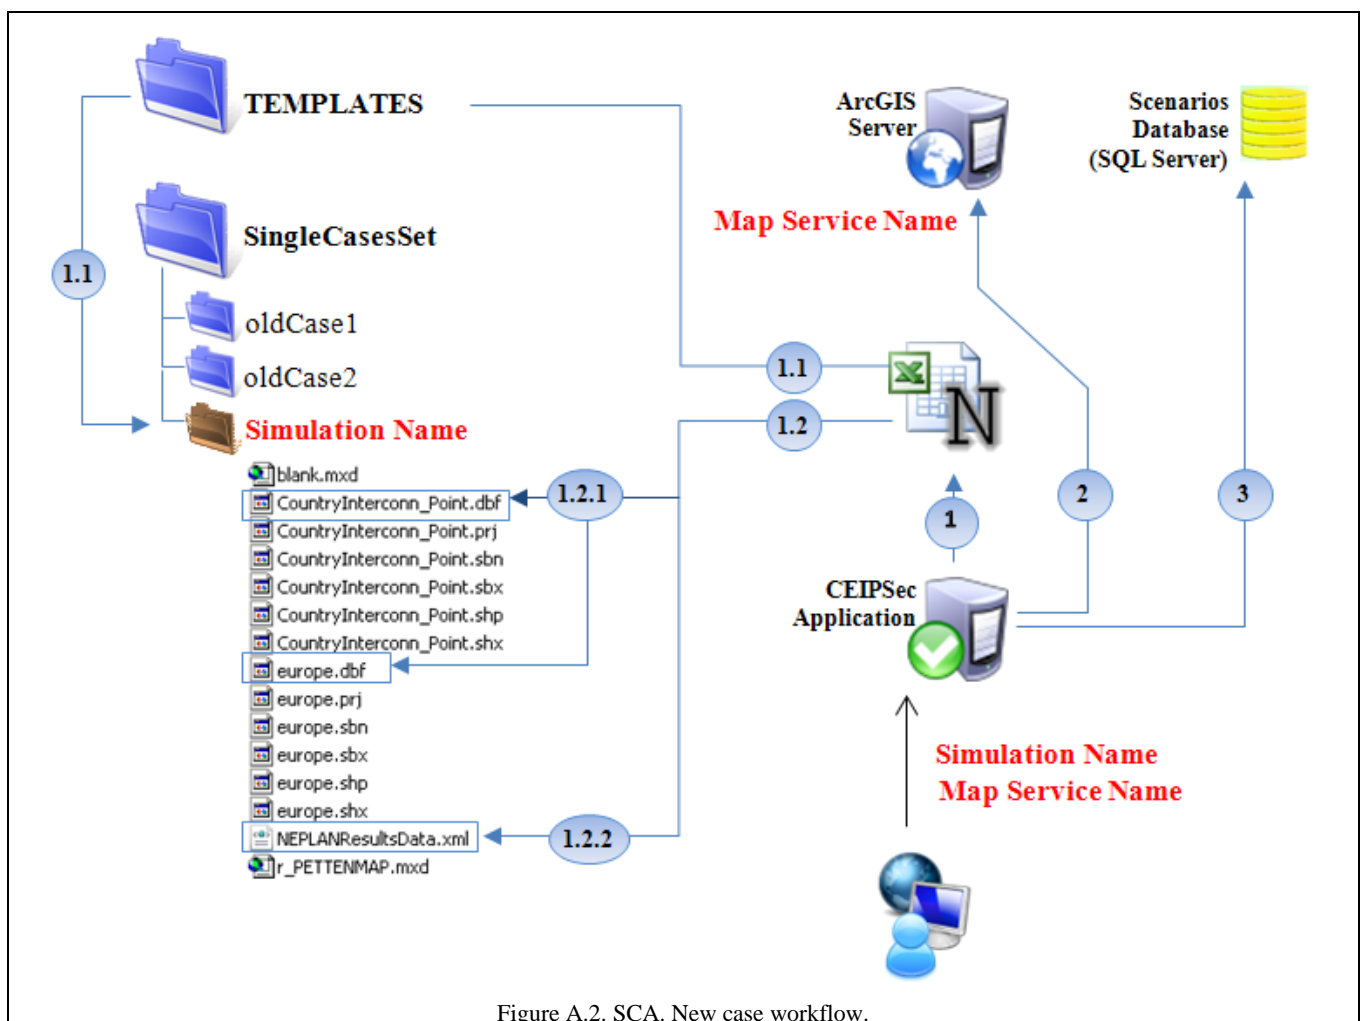 TEMPLATES
ArcGIS
Server
Scenarios
Database
(SQL Server)
Map Service Name
SingleCasesSet
1.1
oldCase1
oldCase2
Simulation Name
1.1
1.2
blank.mxd
CountryInterconn_Point.dbf
CountryInterconn_Point.prj
CountryInterconn_Point.sbn
CountryInterconn_Point.sbx
CountryInterconn_Point.shp
CountryInterconn_Point.shx
europe.dbf
europe.prj
europe.sbn
europe.sbx
europe.shp
europe.shx
NEPLANResultsData.xml
r_PETTENMAP.mxd
1.2.1
1.2.2
N
1
2
3
CEIPSec
Application
Simulation Name
Map Service Name
Figure A.2. SCA. New case workflow.